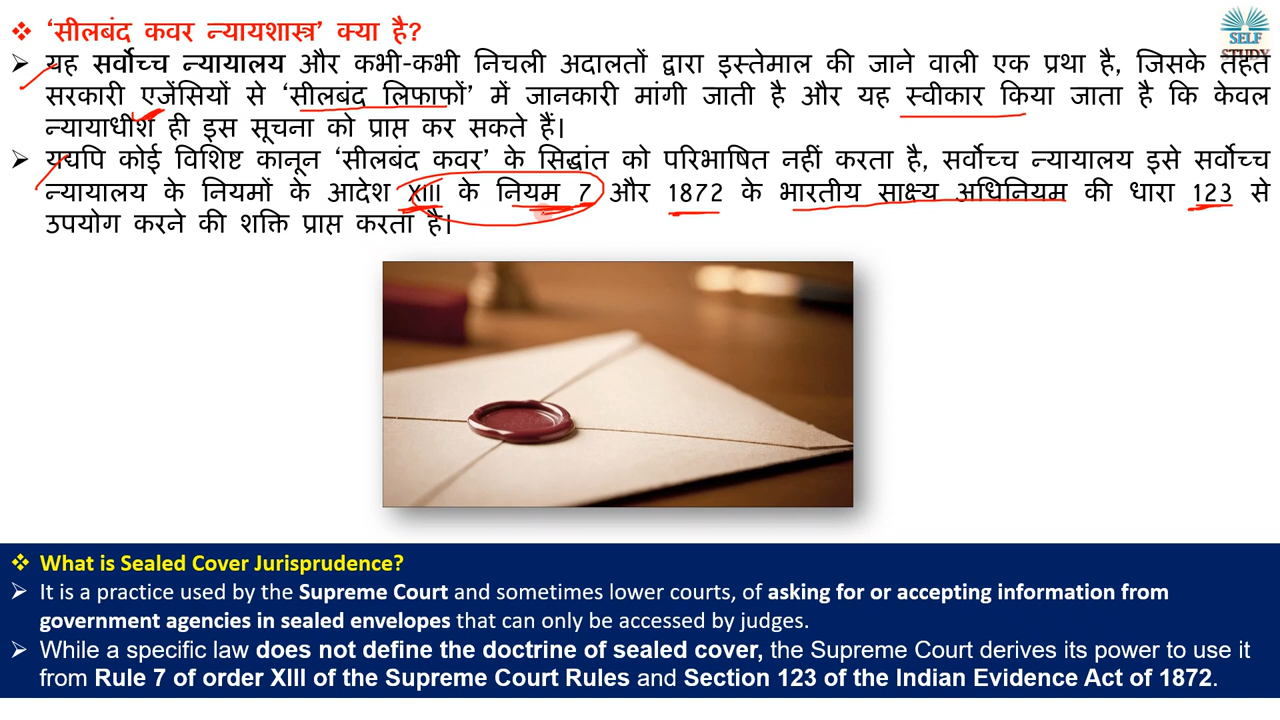 ❖ ‘सीलबंद कवर न्यायशास्त्र’ क्या है?
SELF
STUDY
➢ यह सर्वोच्च न्यायालय और कभी-कभी निचली अदालतों द्वारा इस्तेमाल की जाने वाली एक प्रथा है, जिसके तहत
सरकारी एजेंसियों से ‘सीलबंद लिफाफों’ में जानकारी मांगी जाती है और यह स्वीकार किया जाता है कि केवल
न्यायाधीश ही इस सूचना को प्राप्त कर सकते हैं।
➢ यद्यपि कोई विशिष्ट कानून ‘सीलबंद कवर’ के सिद्धांत को परिभाषित नहीं करता है, सर्वोच्च न्यायालय इसे सर्वोच्च
न्यायालय के नियमों के आदेश XIII के नियम 7 और 1872 के भारतीय साक्ष्य अधिनियम की धारा 123 से
उपयोग करने की शक्ति प्राप्त करता है।
❖ What is Sealed Cover Jurisprudence?
➢ It is a practice used by the Supreme Court and sometimes lower courts, of asking for or accepting information from
government agencies in sealed envelopes that can only be accessed by judges.
➢ While a specific law does not define the doctrine of sealed cover, the Supreme Court derives its power to use it
from Rule 7 of order XIII of the Supreme Court Rules and Section 123 of the Indian Evidence Act of 1872.